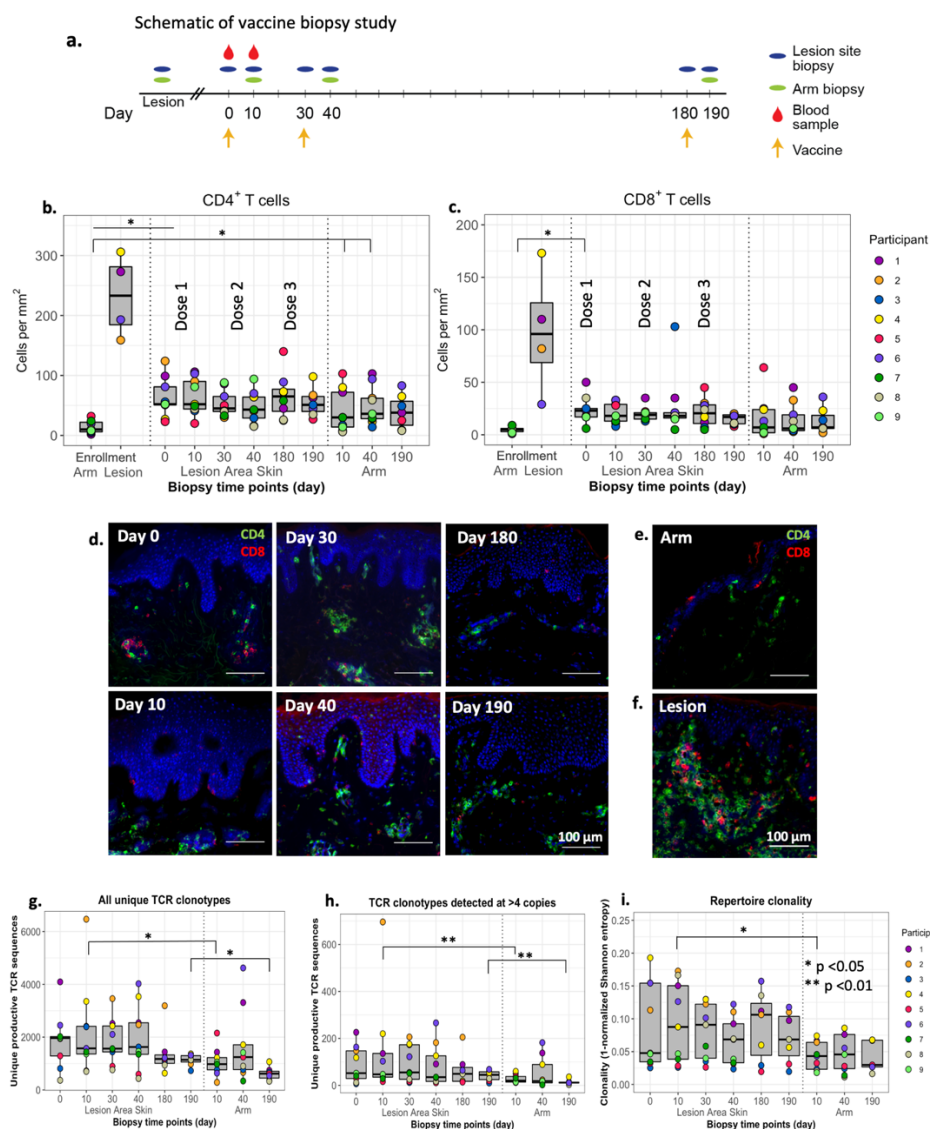 Schematic of vaccine biopsy study
a.
Lesion site
biopsy
Arm biopsy
Blood
sample
Vaccine
Lesion
Day 0 10 30 40 180 190
b.
CD4+ T cells
*
*
Cells per mm2
300
200
100
0
Dose 1
Dose 2
Dose 3
Enrollment
Arm Lesion
0 10 30 40 180 190 10 40 190
Lesion Area Skin
Arm
Biopsy time points (day)
c.
CD8+ T cells
*
Cells per mm2
200
150
100
50
0
Dose 1
Dose 2
Dose 3
Enrollment
Arm Lesion
0 10 30 40 180 190 10 40 190
Lesion Area Skin
Arm
Biopsy time points (day)
Participant
1
2
3
4
5
6
7
8
9
d.
Day 0
CD4
CD8
Day 30
Day 180
e.
Arm
CD4
CD8
Day 10
Day 40
Day 190
100 µm
f.
Lesion
100 µm
g.
All unique TCR clonotypes
*
*
Unique productive TCR sequences
6000
4000
2000
0
0 10 30 40 180 190 10 40 190
Lesion Area Skin
Arm
Biopsy time points (day)
h.
TCR clonotypes detected at >4 copies
**
**
Unique productive TCR sequences
600
400
200
0
0 10 30 40 180 190 10 40 190
Lesion Area Skin
Arm
Biopsy time points (day)
i.
Repertoire clonality
*
* p <0.05
** p <0.01
Clonality (1-normalized Shannon entropy)
0.25
0.20
0.15
0.10
0.05
0.00
0 10 30 40 180 190 10 40 190
Lesion Area Skin
Arm
Biopsy time points (day)
Particip
1
2
3
4
5
6
7
8
9